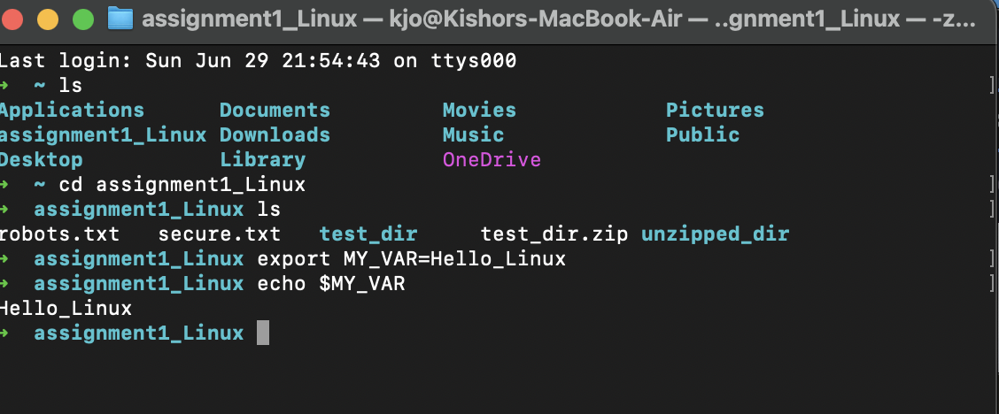 assignment1_Linux — kjo@Kishors-MacBook-Air — ..gnment1_Linux — -z...
Last login: Sun Jun 29 21:54:43 on ttys000
➜ ~ ls ]
Applications Documents Movies Pictures
assignment1_Linux Downloads Music Public
Desktop Library OneDrive
➜ ~ cd assignment1_Linux ]
➜ assignment1_Linux ls ]
robots.txt secure.txt test_dir test_dir.zip unzipped_dir
➜ assignment1_Linux export MY_VAR=Hello_Linux ]
➜ assignment1_Linux echo $MY_VAR ]
Hello_Linux
➜ assignment1_Linux